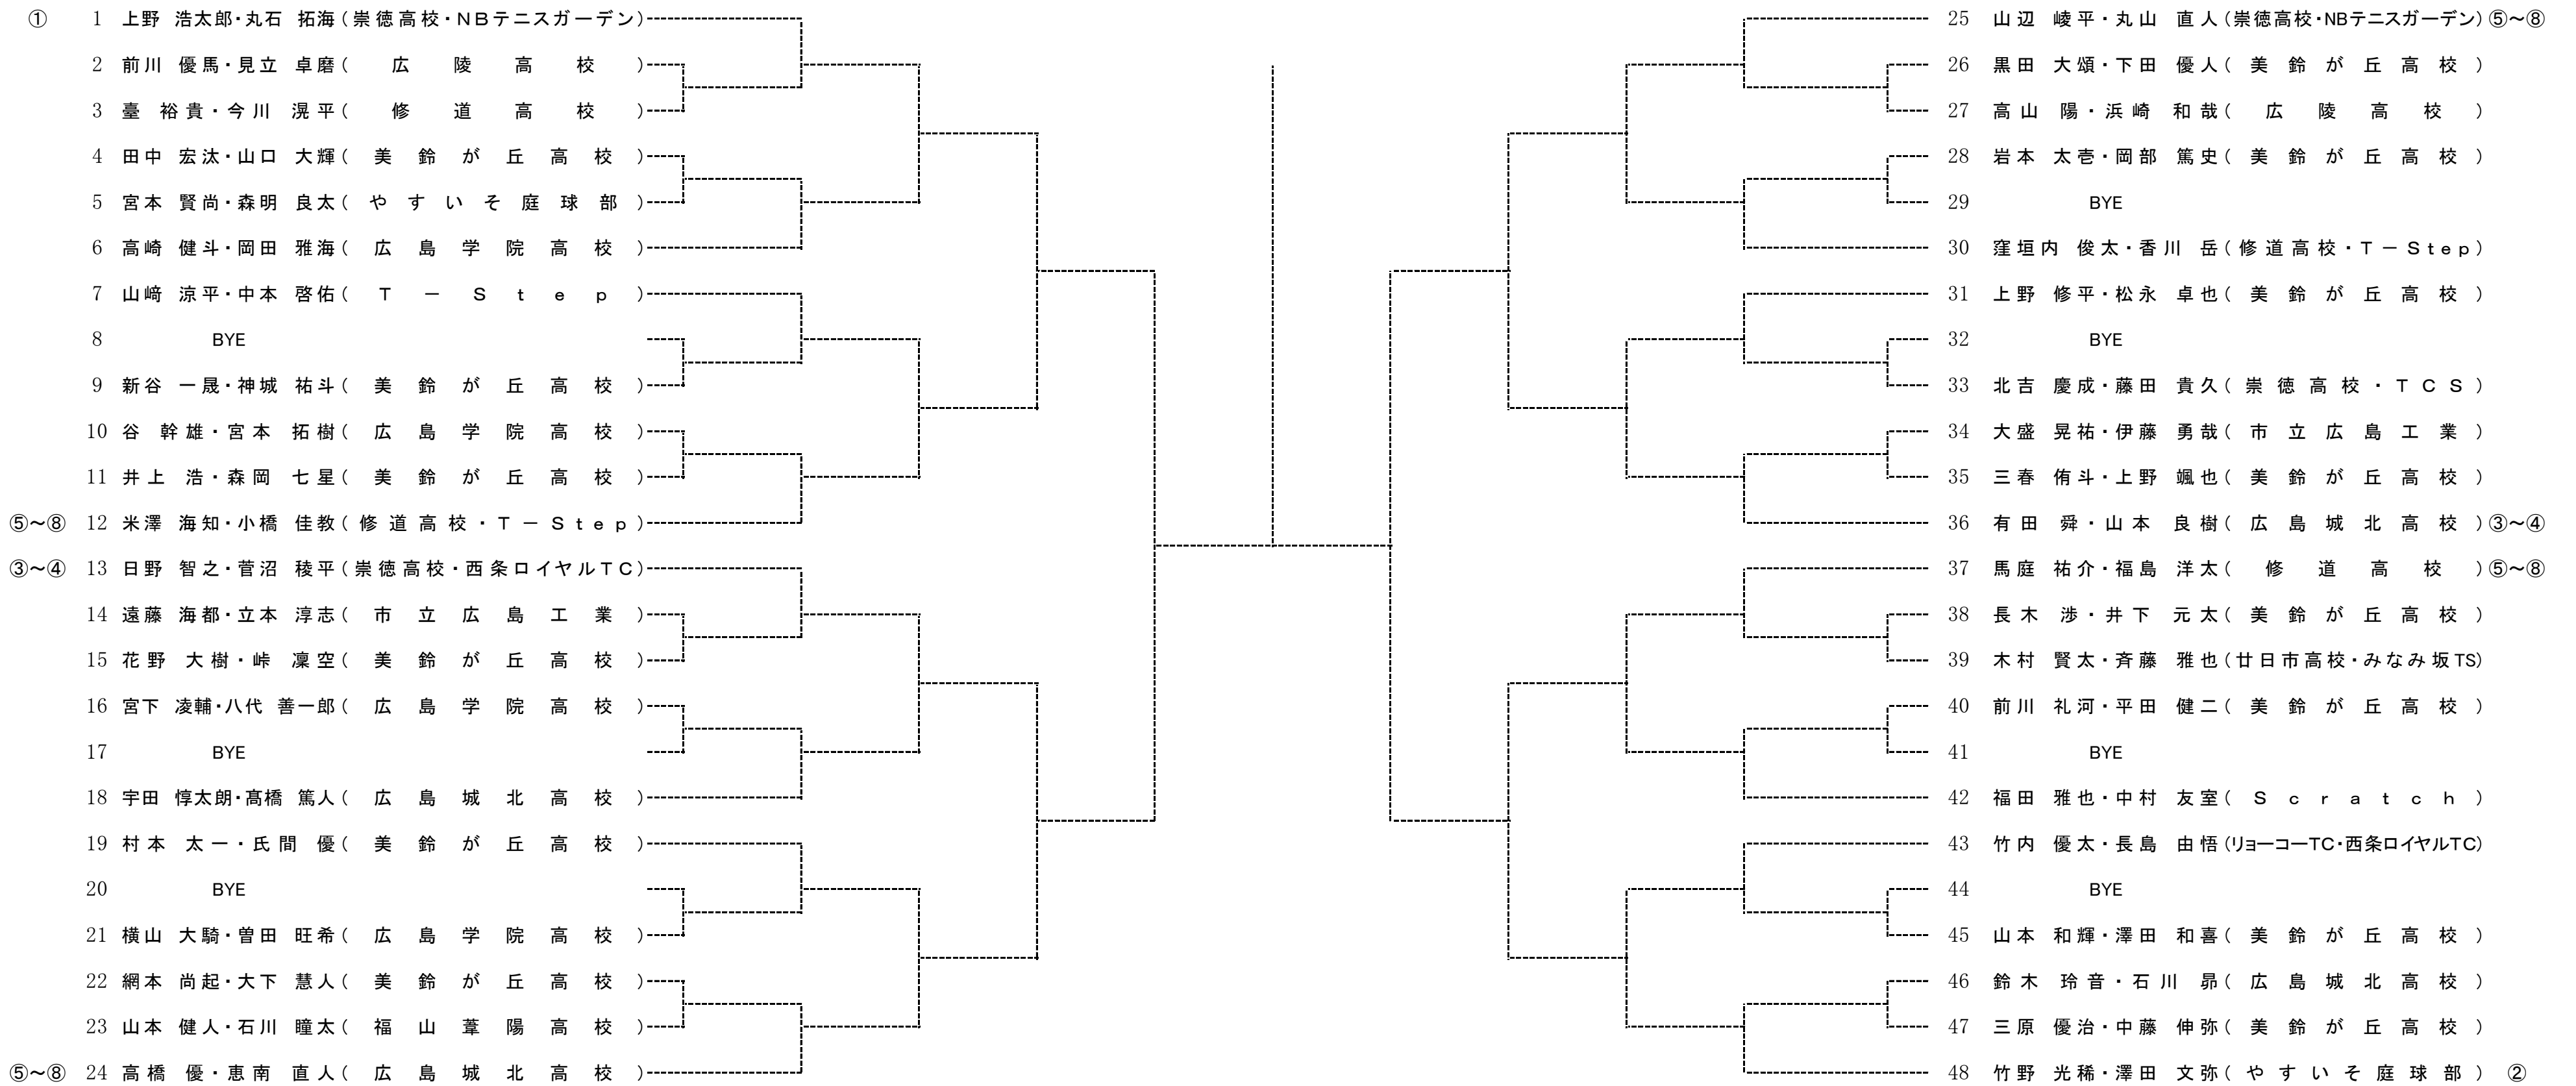 ① 1 上野 浩太郎・丸石 拓海(崇徳高校・NBテニスガーデン)
2 前川 優馬・見立 卓磨(広陵高校)
3 臺 裕貴・今川 滉平(修道高校)
4 田中 宏汰・山口 大輝(美鈴が丘高校)
5 宮本 賢尚・森明 良太(やすいそ庭球部)
6 高崎 健斗・岡田 雅海(広島学院高校)
7 山﨑 涼平・中本 啓佑(T－Step)
8 BYE
9 新谷 一晟・神城 祐斗(美鈴が丘高校)
10 谷 幹雄・宮本 拓樹(広島学院高校)
11 井上 浩・森岡 七星(美鈴が丘高校)
⑤～⑧ 12 米澤 海知・小橋 佳教(修道高校・T－Step)
③～④ 13 日野 智之・菅沼 稜平(崇徳高校・西条ロイヤルTC)
14 遠藤 海都・立本 淳志(市立広島工業)
15 花野 大樹・峠 凜空(美鈴が丘高校)
16 宮下 凌輔・八代 善一郎(広島学院高校)
17 BYE
18 宇田 惇太朗・髙橋 篤人(広島城北高校)
19 村本 太一・氏間 優(美鈴が丘高校)
20 BYE
21 横山 大騎・曽田 旺希(広島学院高校)
22 網本 尚起・大下 慧人(美鈴が丘高校)
23 山本 健人・石川 瞳太(福山葦陽高校)
⑤～⑧ 24 高橋 優・恵南 直人(広島城北高校)
25 山辺 崚平・丸山 直人(崇徳高校・NBテニスガーデン) ⑤～⑧
26 黒田 大頌・下田 優人(美鈴が丘高校)
27 高山 陽・浜崎 和哉(広陵高校)
28 岩本 太壱・岡部 篤史(美鈴が丘高校)
29 BYE
30 窪垣内 俊太・香川 岳(修道高校・T－Step)
31 上野 修平・松永 卓也(美鈴が丘高校)
32 BYE
33 北吉 慶成・藤田 貴久(崇徳高校・TCS)
34 大盛 晃祐・伊藤 勇哉(市立広島工業)
35 三春 侑斗・上野 颯也(美鈴が丘高校)
36 有田 舜・山本 良樹(広島城北高校) ③～④
37 馬庭 祐介・福島 洋太(修道高校) ⑤～⑧
38 長木 渉・井下 元太(美鈴が丘高校)
39 木村 賢太・斉藤 雅也(廿日市高校・みなみ坂TS)
40 前川 礼河・平田 健二(美鈴が丘高校)
41 BYE
42 福田 雅也・中村 友室(Scratch)
43 竹内 優太・長島 由悟(リョーコーTC・西条ロイヤルTC)
44 BYE
45 山本 和輝・澤田 和喜(美鈴が丘高校)
46 鈴木 玲音・石川 昴(広島城北高校)
47 三原 優治・中藤 伸弥(美鈴が丘高校)
48 竹野 光稀・澤田 文弥(やすいそ庭球部) ②